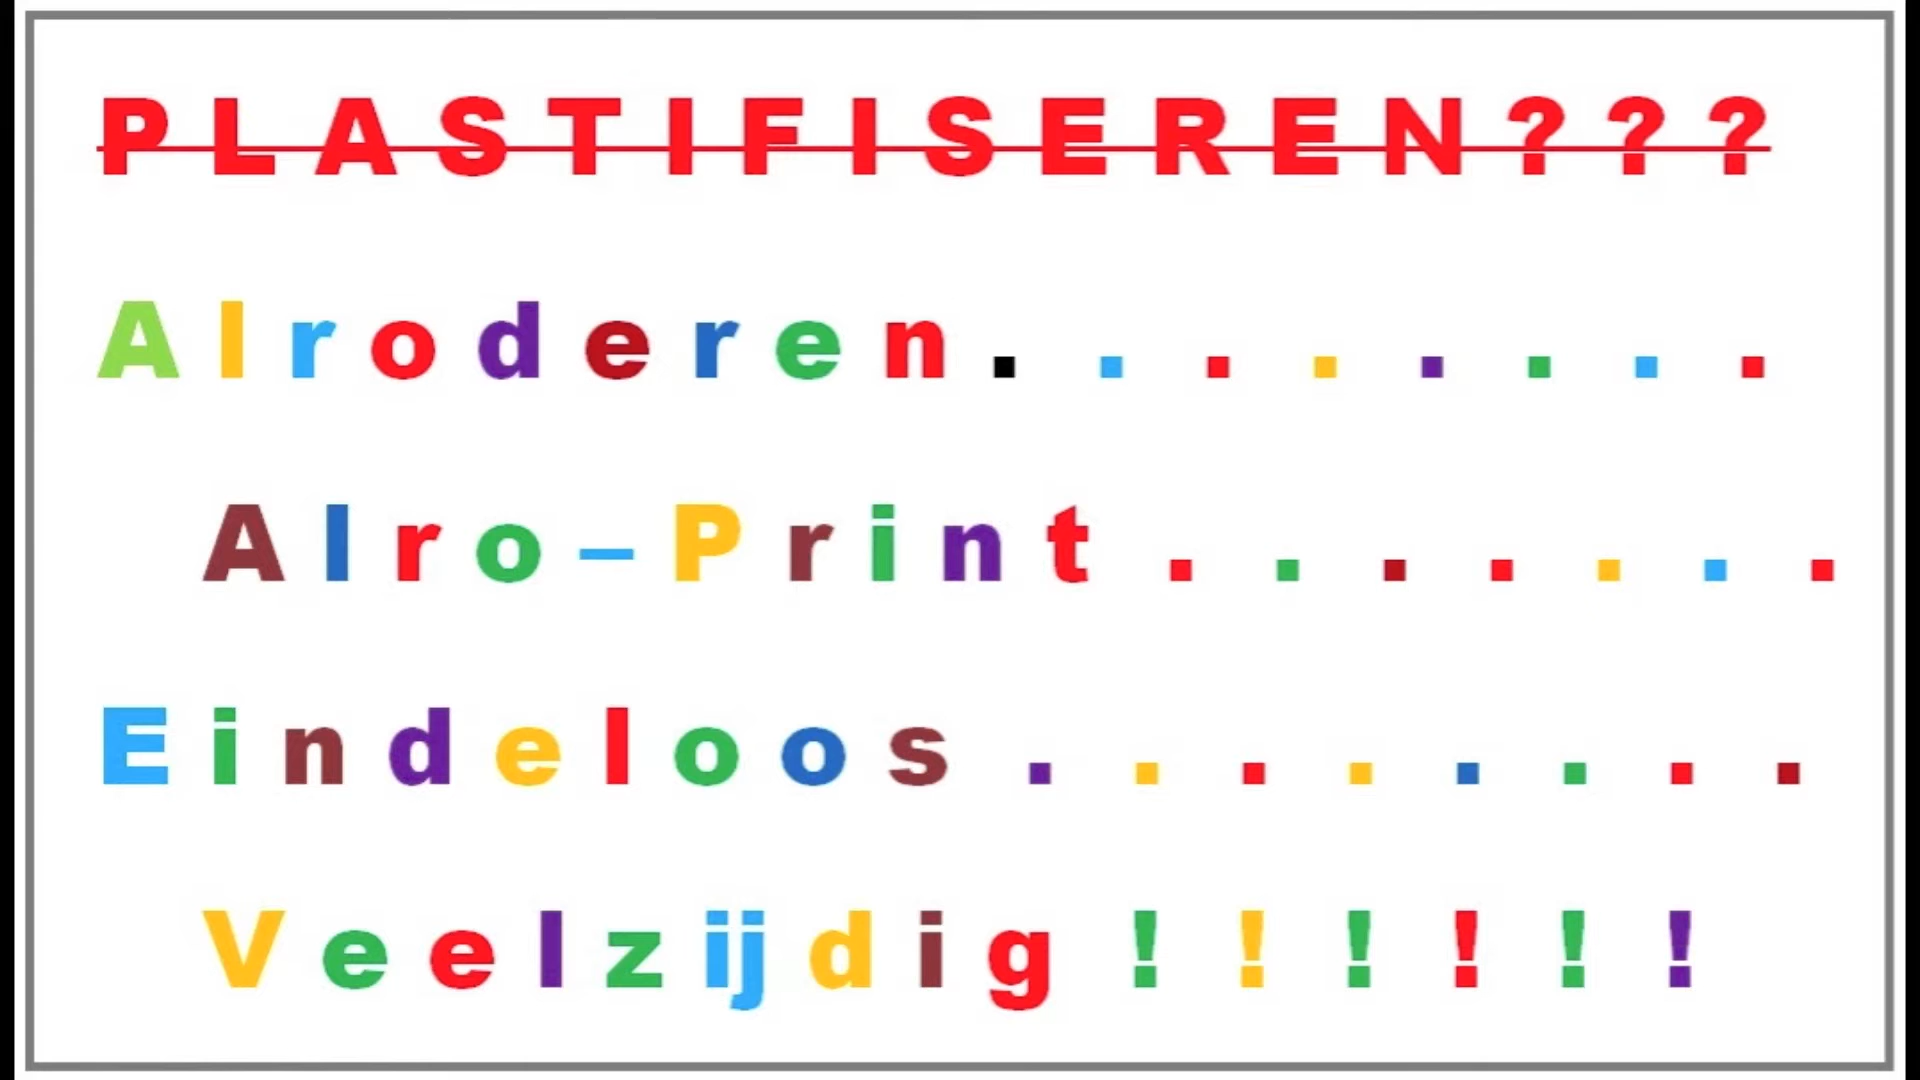 PLASTIFISEREN???
Alroderen........
Alro–Print .......
Eindeloos ........
Veelzijdig !!!!!!